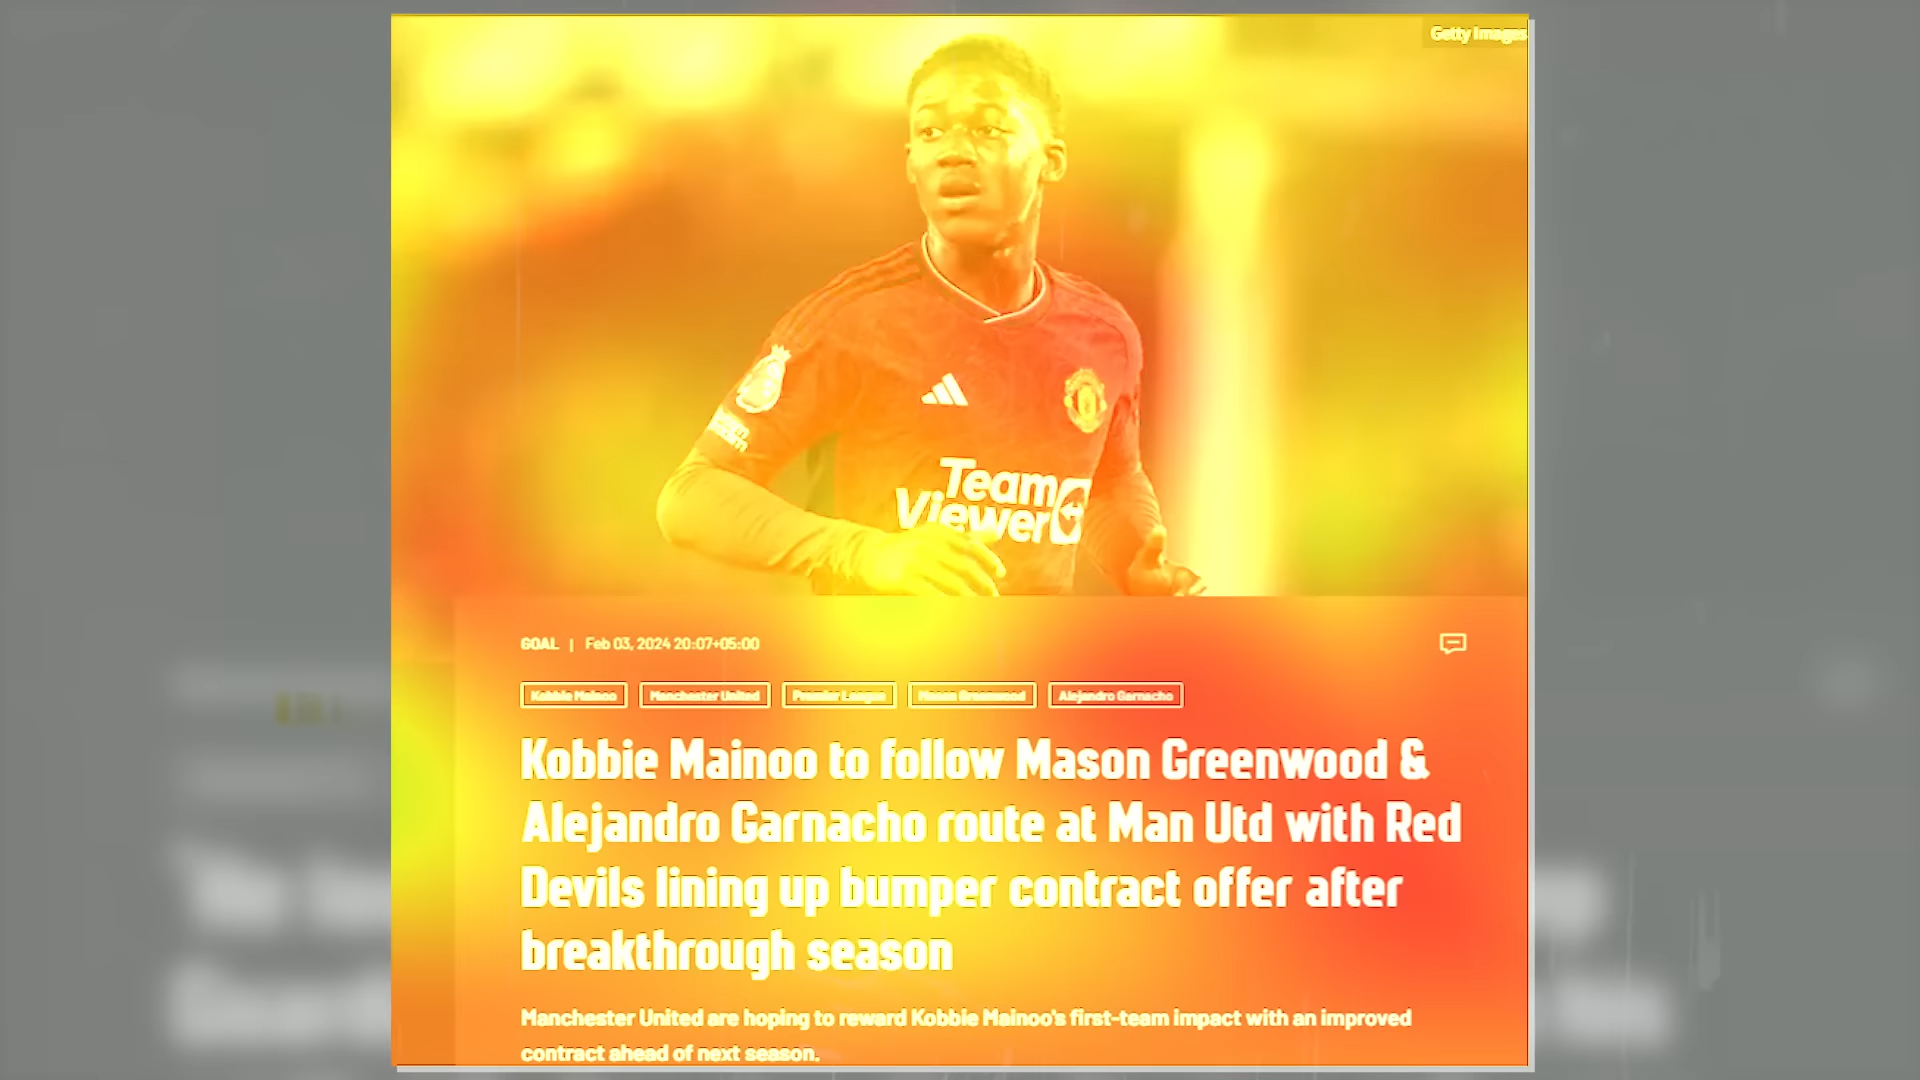 Getty Images
Team
Viewer
GOAL | Feb 03, 2024 20:07+05:00
Kobbie Mainoo Manchester United Premier League Mason Greenwood Alejandro Garnacho
Kobbie Mainoo to follow Mason Greenwood &
Alejandro Garnacho route at Man Utd with Red
Devils lining up bumper contract offer after
breakthrough season
Manchester United are hoping to reward Kobbie Mainoo's first-team impact with an improved
contract ahead of next season.